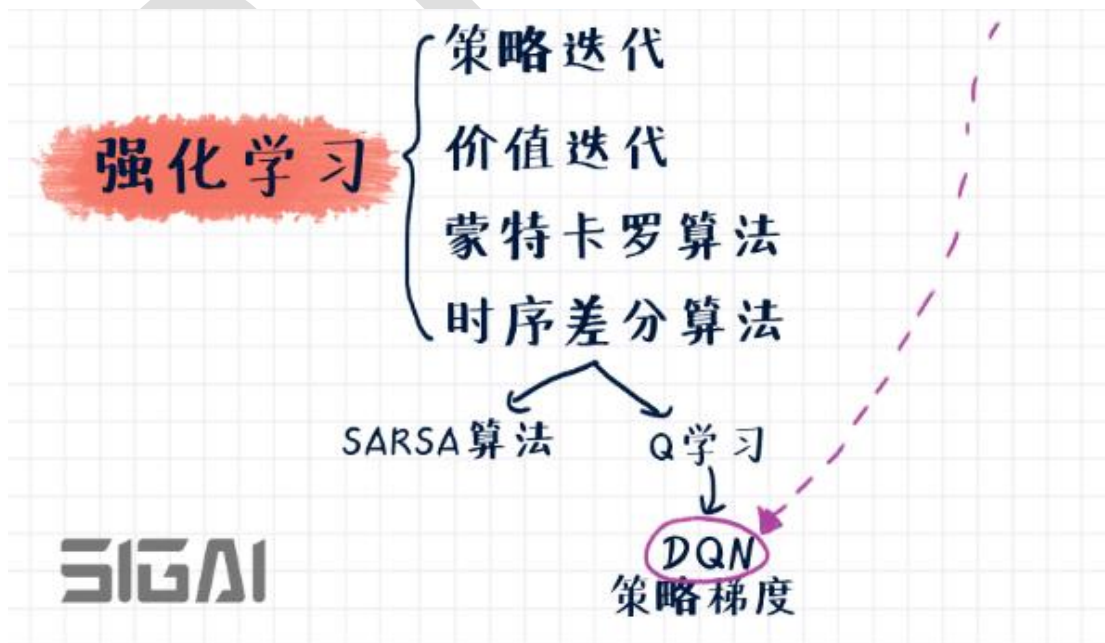 强化学习
策略迭代
价值迭代
蒙特卡罗算法
时序差分算法
SARSA算法
Q学习
DQN
策略梯度
SIGAI